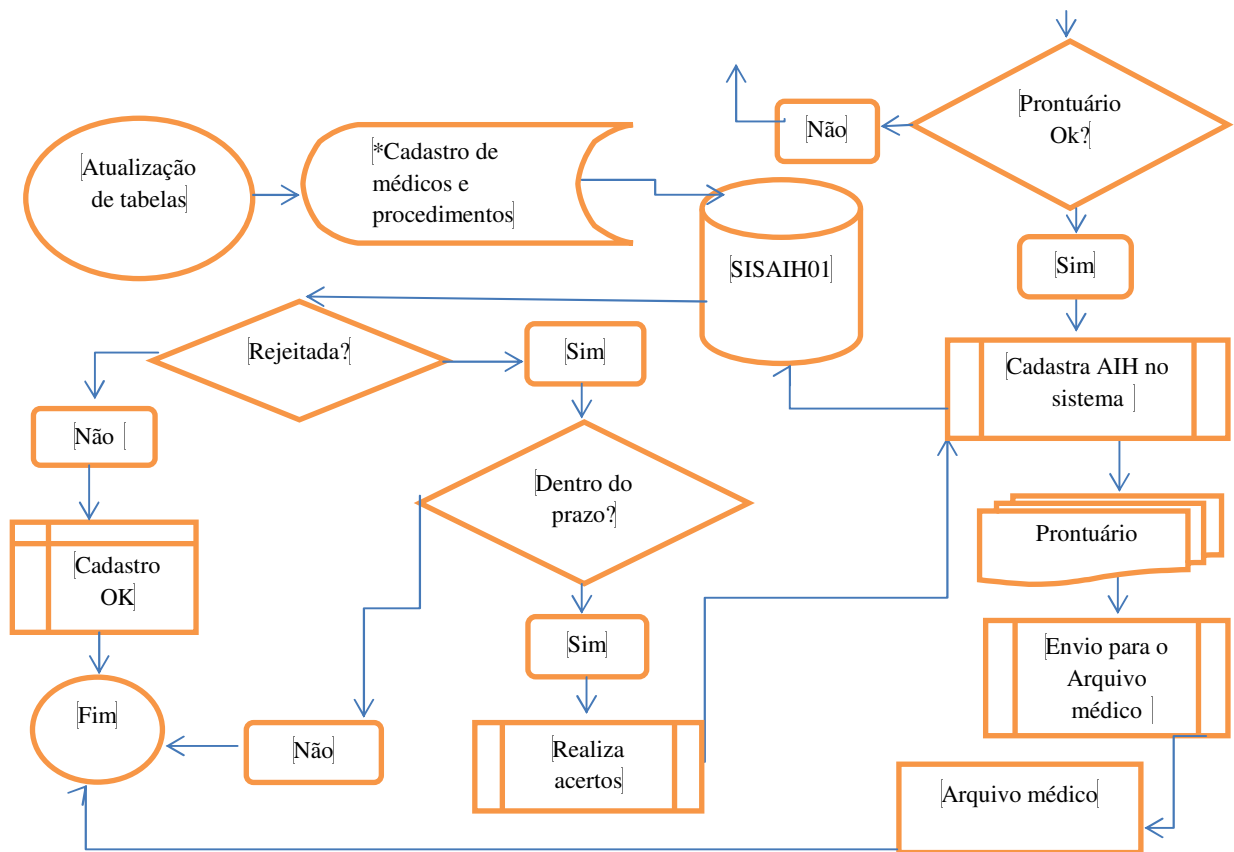 Prontuário
Ok?
Não
Atualização
de tabelas
*Cadastro de
médicos e
procedimentos
SISAIH01
Sim
Rejeitada?
Sim
Cadastra AIH no
sistema
Não
Dentro do
prazo?
Prontuário
Cadastro
OK
Sim
Envio para o
Arquivo
médico
Fim
Não
Realiza
acertos
Arquivo médico